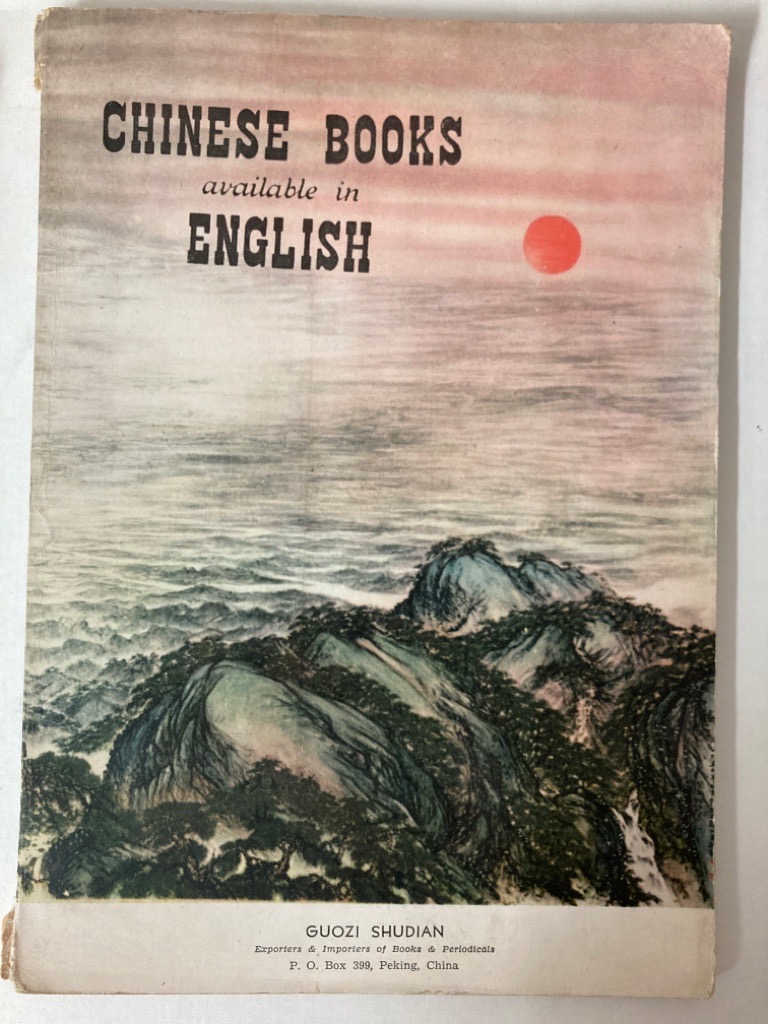 CHINESE BOOKS
available in
ENGLISH
GUOZI SHUDIAN
Exporters & Importers of Books & Periodicals
P. O. Box 399, Peking, China